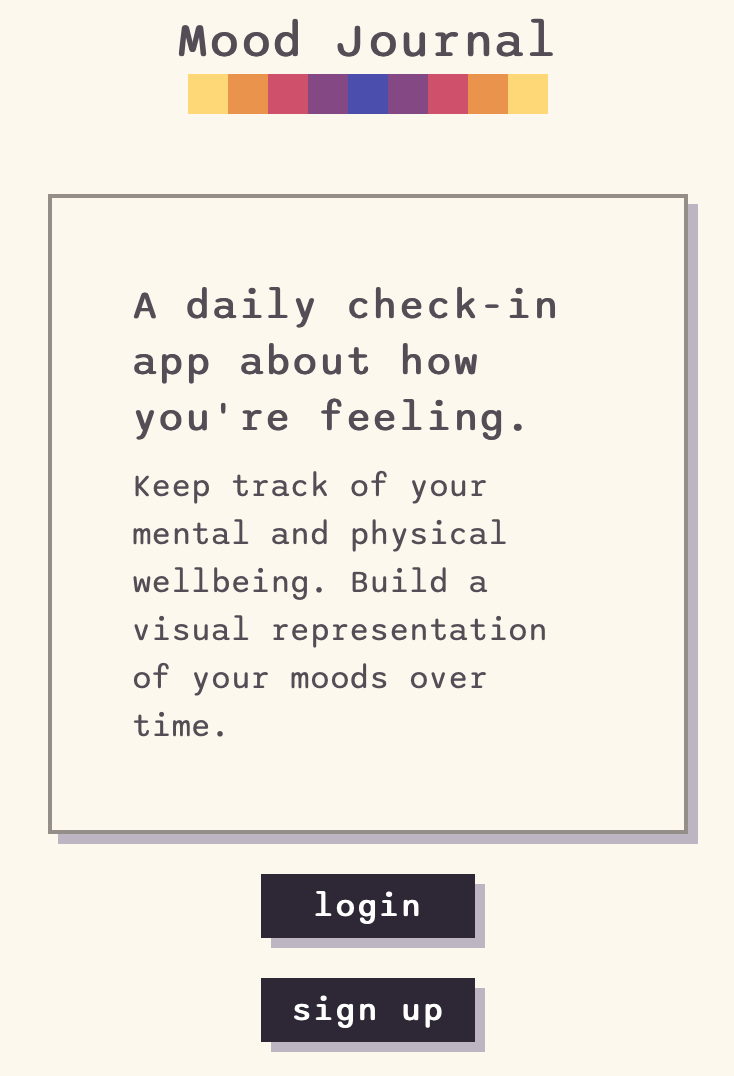 Mood Journal
A daily check-in
app about how
you're feeling.
Keep track of your
mental and physical
wellbeing. Build a
visual representation
of your moods over
time.
login
sign up